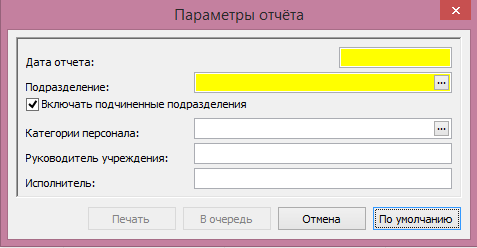 Параметры отчёта
Дата отчета:
Подразделение:
Включать подчиненные подразделения
Категории персонала:
Руководитель учреждения:
Исполнитель:
Печать В очередь Отмена По умолчанию